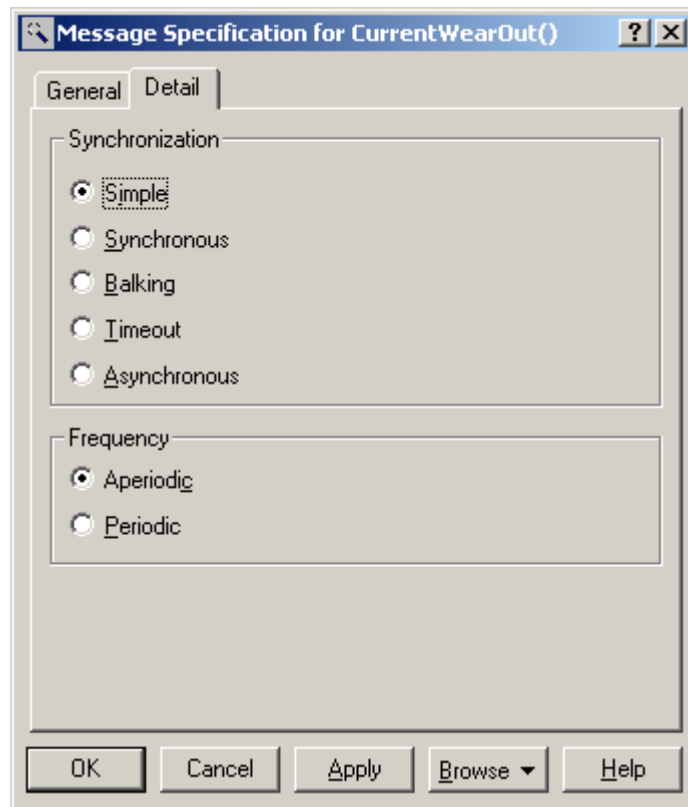 Message Specification for CurrentWearOut()
General Detail
Synchronization
Simple
Synchronous
Balking
Timeout
Asynchronous
Frequency
Aperiodic
Periodic
OK Cancel Apply Browse Help